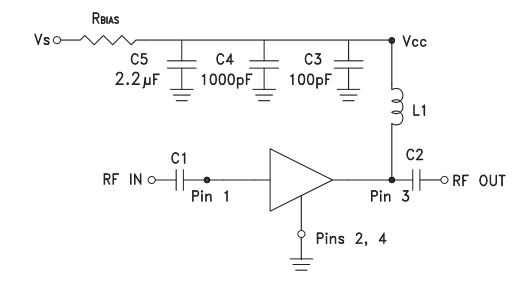 RBIAS
Vs
Vcc
C5
C4
C3
2.2µF
1000pF
100pF
L1
C1
C2
RF IN
RF OUT
Pin 1
Pin 3
Pins 2, 4